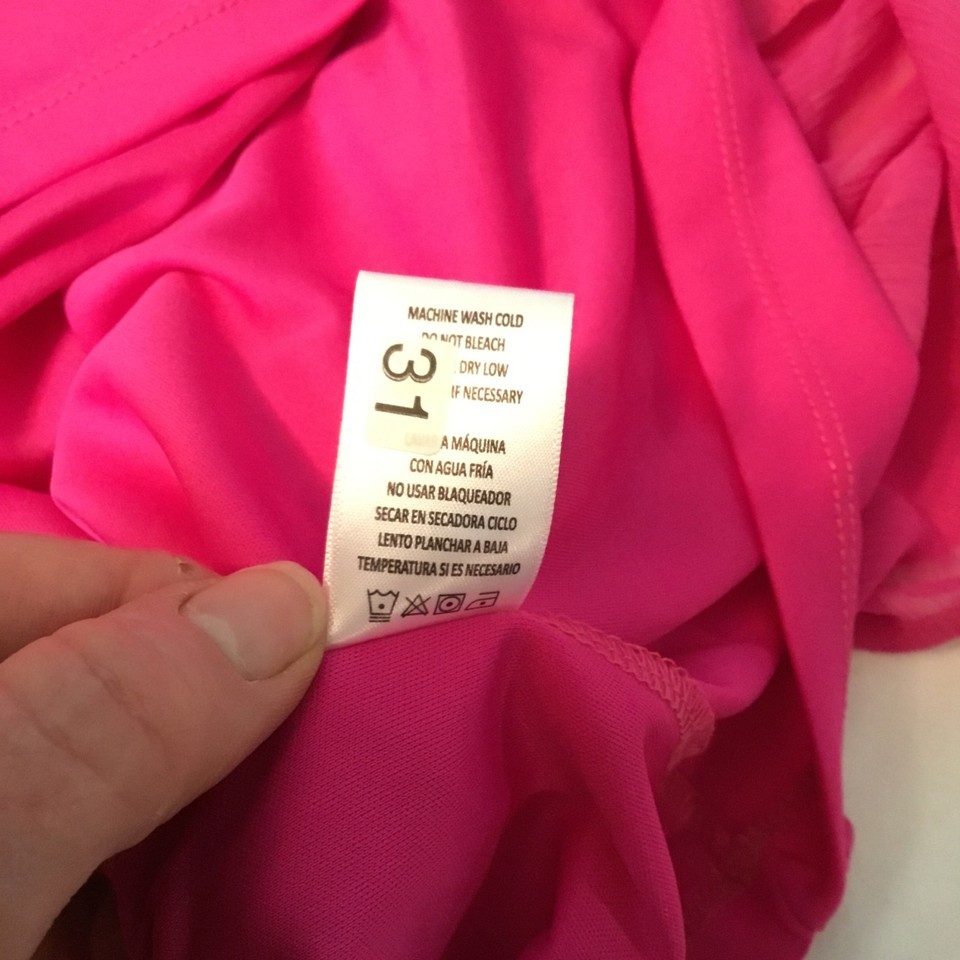 MACHINE WASH COLD
DO NOT BLEACH
DRY LOW
IF NECESSARY
31
A MÁQUINA
CON AGUA FRÍA
NO USAR BLAQUEADOR
SECAR EN SECADORA CICLO
LENTO PLANCHAR A BAJA
TEMPERATURA SI ES NECESARIO